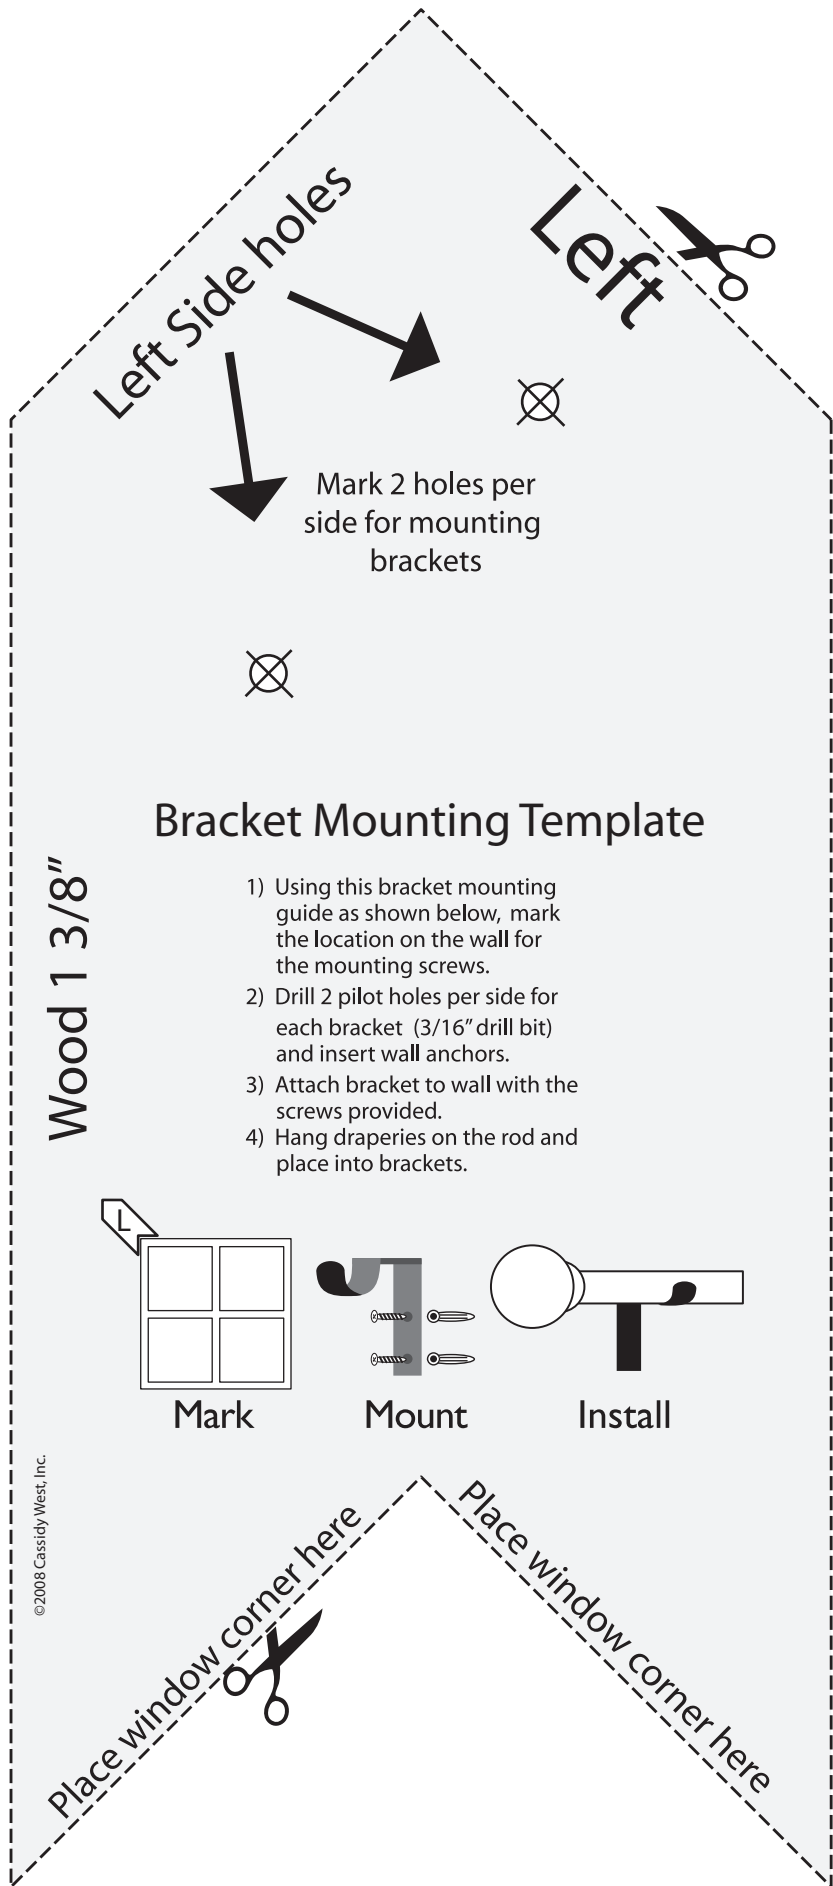 Left Side holes
Left
Mark 2 holes per
side for mounting
brackets
Bracket Mounting Template
Wood 1 3/8”
1) Using this bracket mounting
guide as shown below, mark
the location on the wall for
the mounting screws.
2) Drill 2 pilot holes per side for
each bracket (3/16” drill bit)
and insert wall anchors.
3) Attach bracket to wall with the
screws provided.
4) Hang draperies on the rod and
place into brackets.
L
Mark
Mount
Install
©2008 Cassidy West, Inc.
Place window corner here
Place window corner here